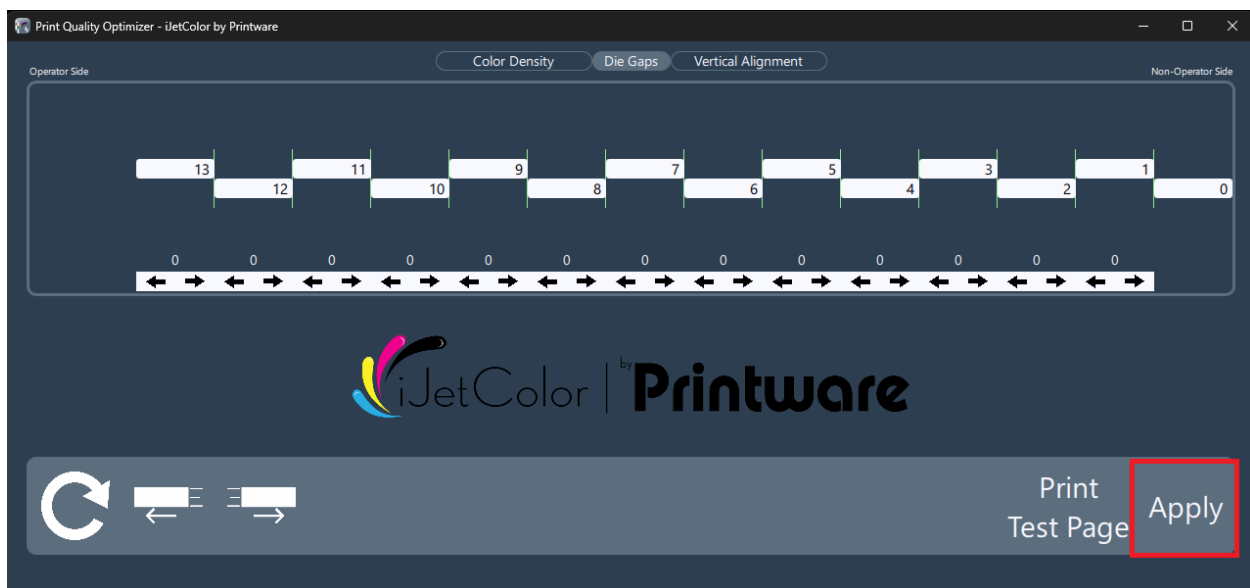 Print Quality Optimizer - iJetColor by Printware
Color Density Die Gaps Vertical Alignment
Operator Side Non-Operator Side
13 11 9 7 5 3 1
12 10 8 6 4 2 0
0 0 0 0 0 0 0 0 0 0 0 0 0
iJetColor | by Printware
Print
Test Page
Apply